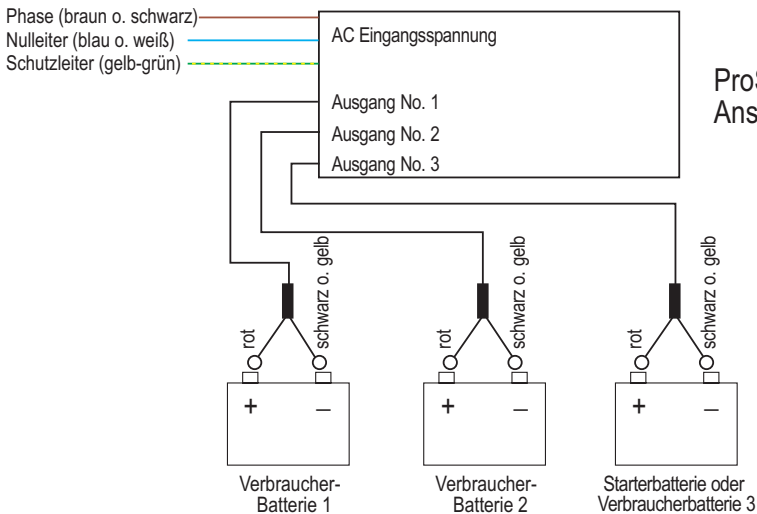 Phase (braun o. schwarz)
Nulleiter (blau o. weiß)
Schutzleiter (gelb-grün)
AC Eingangsspannung
Ausgang No. 1
Ausgang No. 2
Ausgang No. 3
rot
schwarz o. gelb
rot
schwarz o. gelb
rot
schwarz o. gelb
+ –
+ –
+ –
Verbraucher-
Batterie 1
Verbraucher-
Batterie 2
Starterbatterie oder
Verbraucherbatterie 3